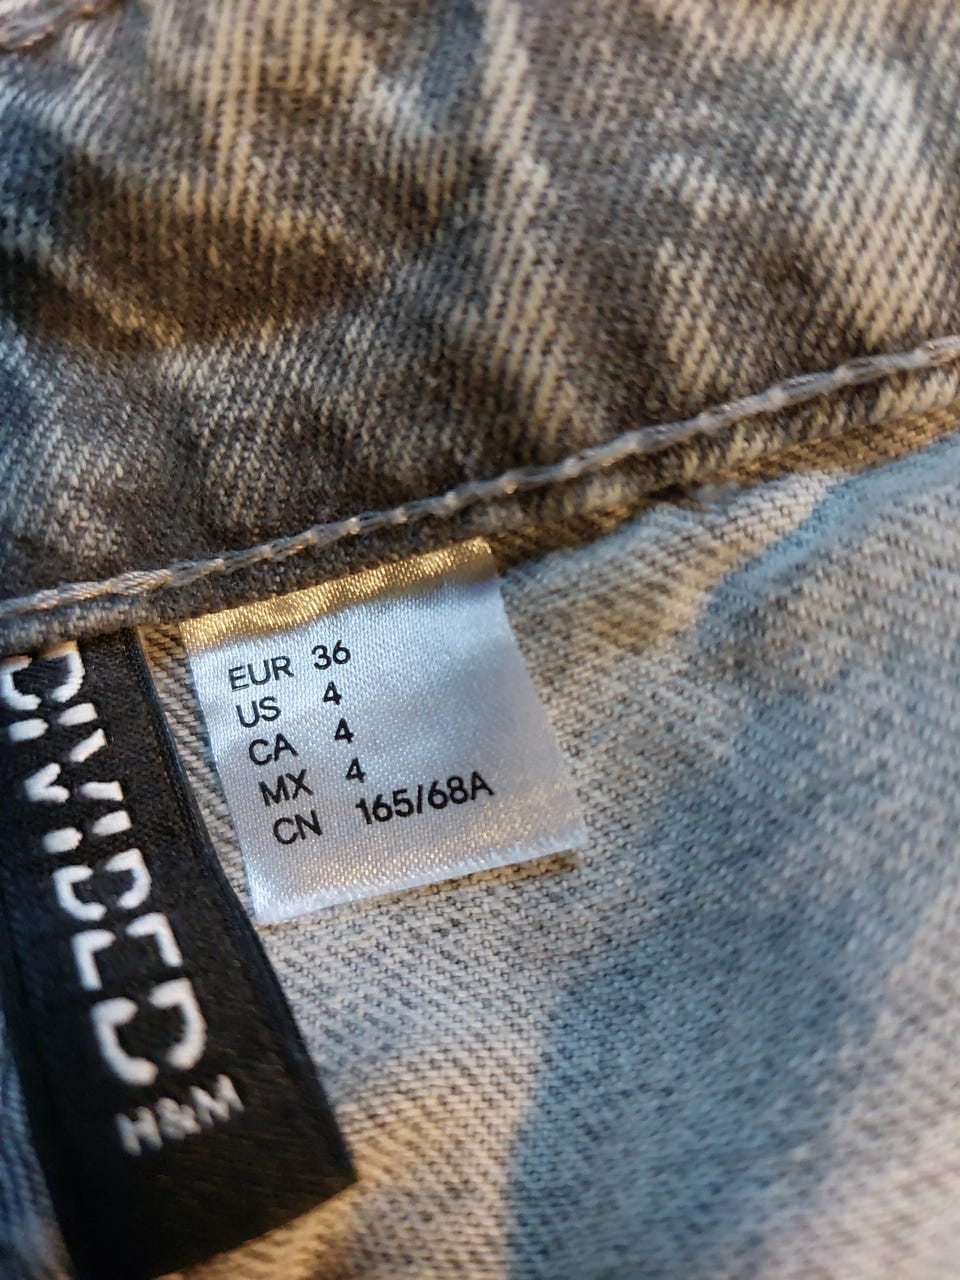 EUR 36
US 4
CA 4
MX 4
CN 165/68A
DIVIDED
H&M